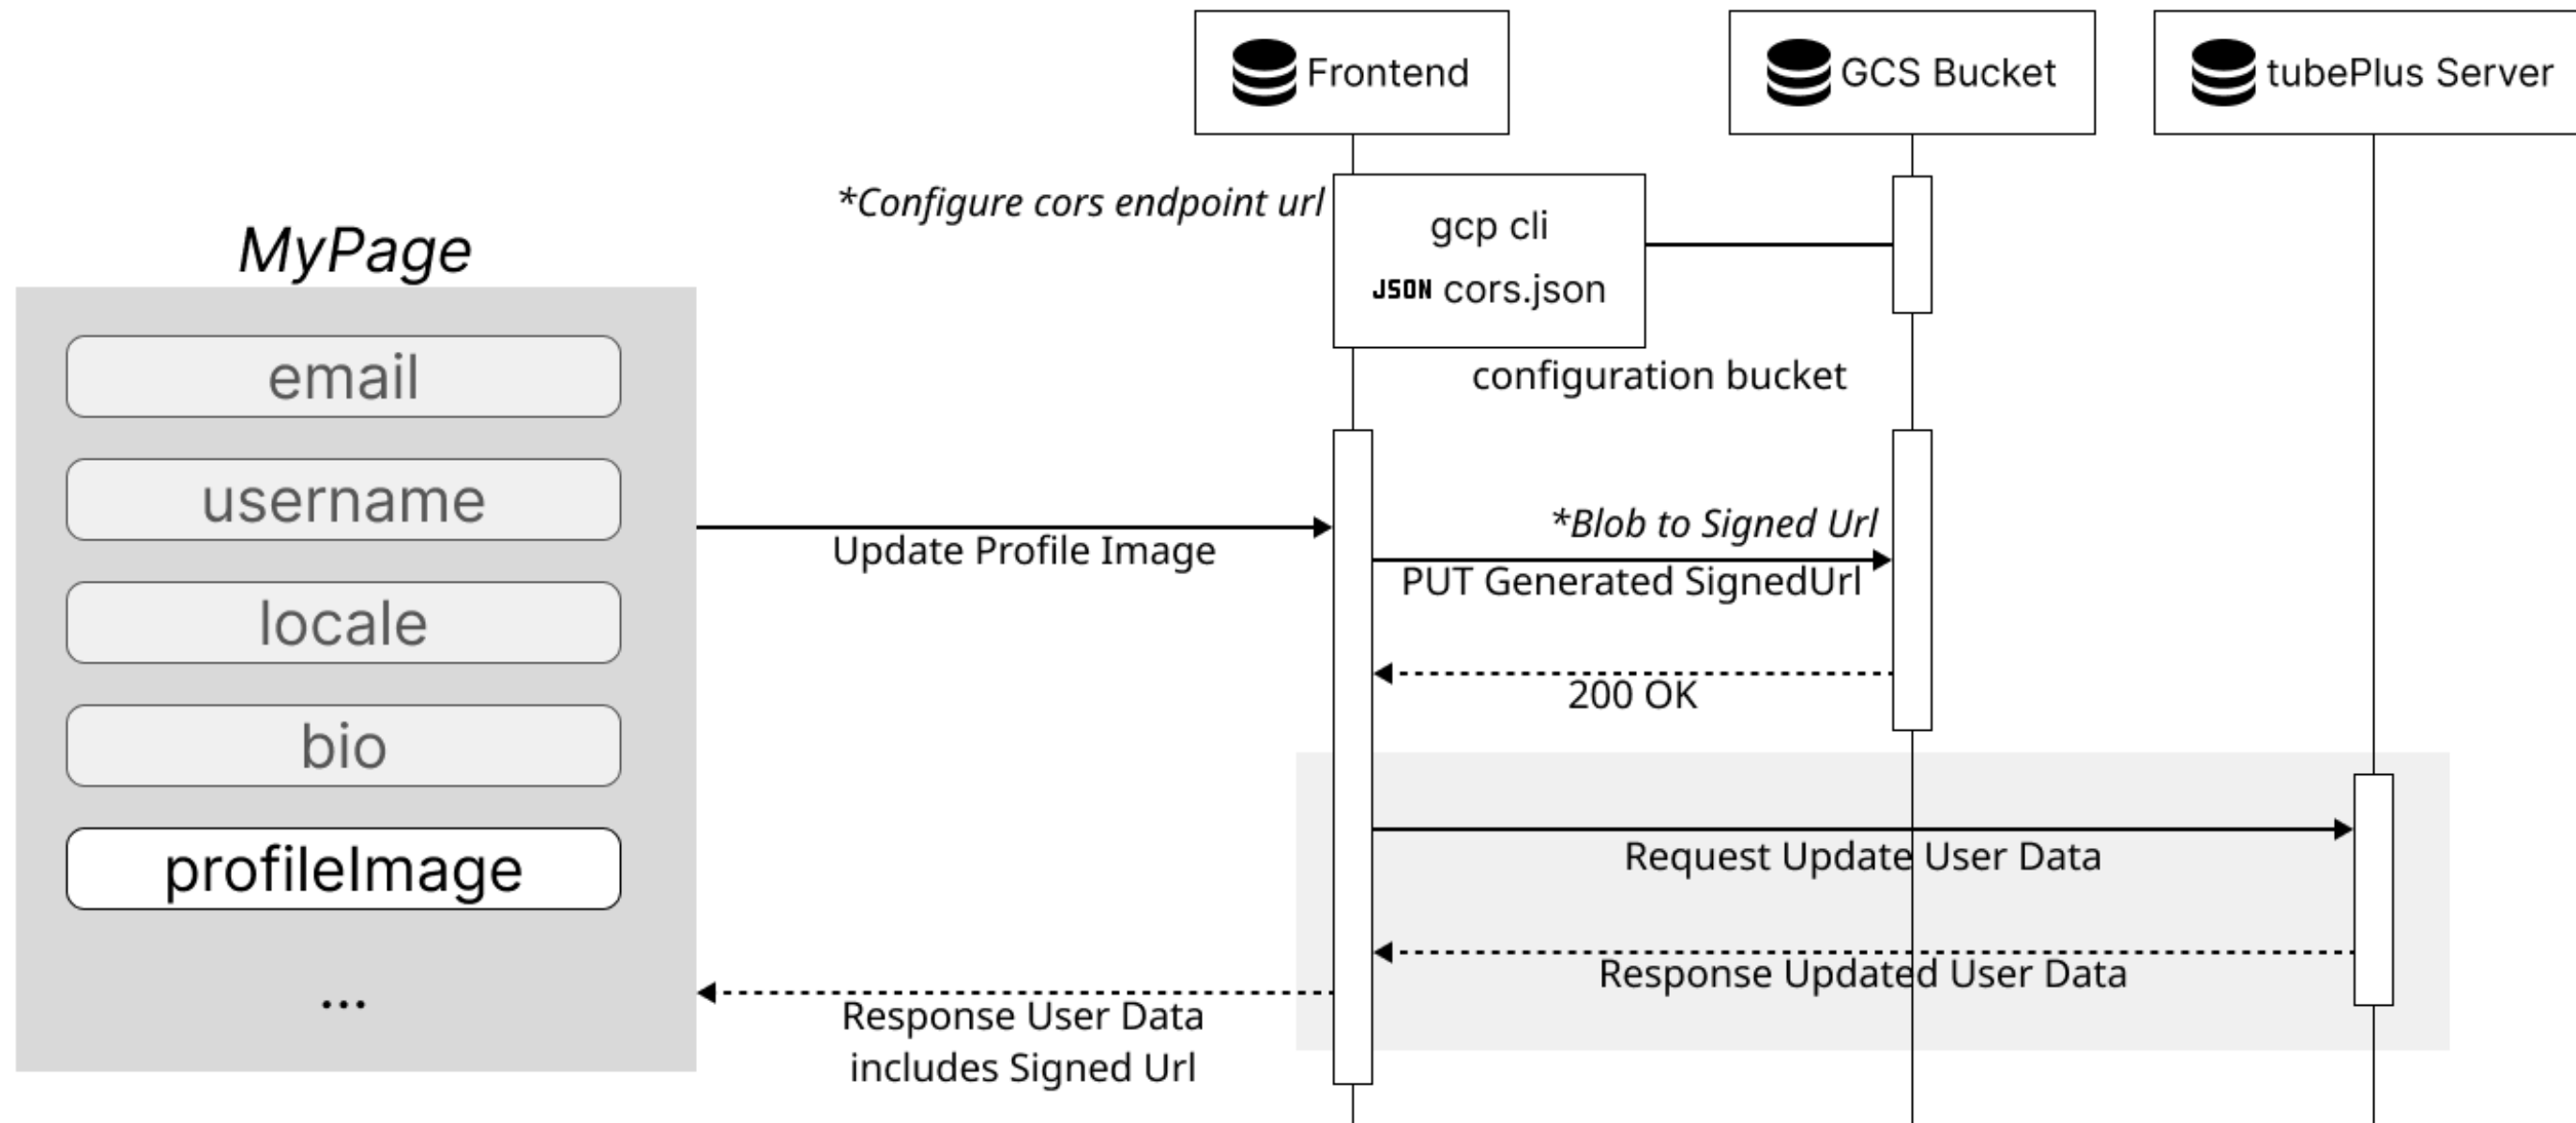 Frontend
GCS Bucket
tubePlus Server
*Configure cors endpoint url
gcp cli
JSON cors.json
configuration bucket
MyPage
email
username
locale
bio
profileImage
...
Update Profile Image
*Blob to Signed Url
PUT Generated SignedUrl
200 OK
Request Update User Data
Response Updated User Data
Response User Data
includes Signed Url